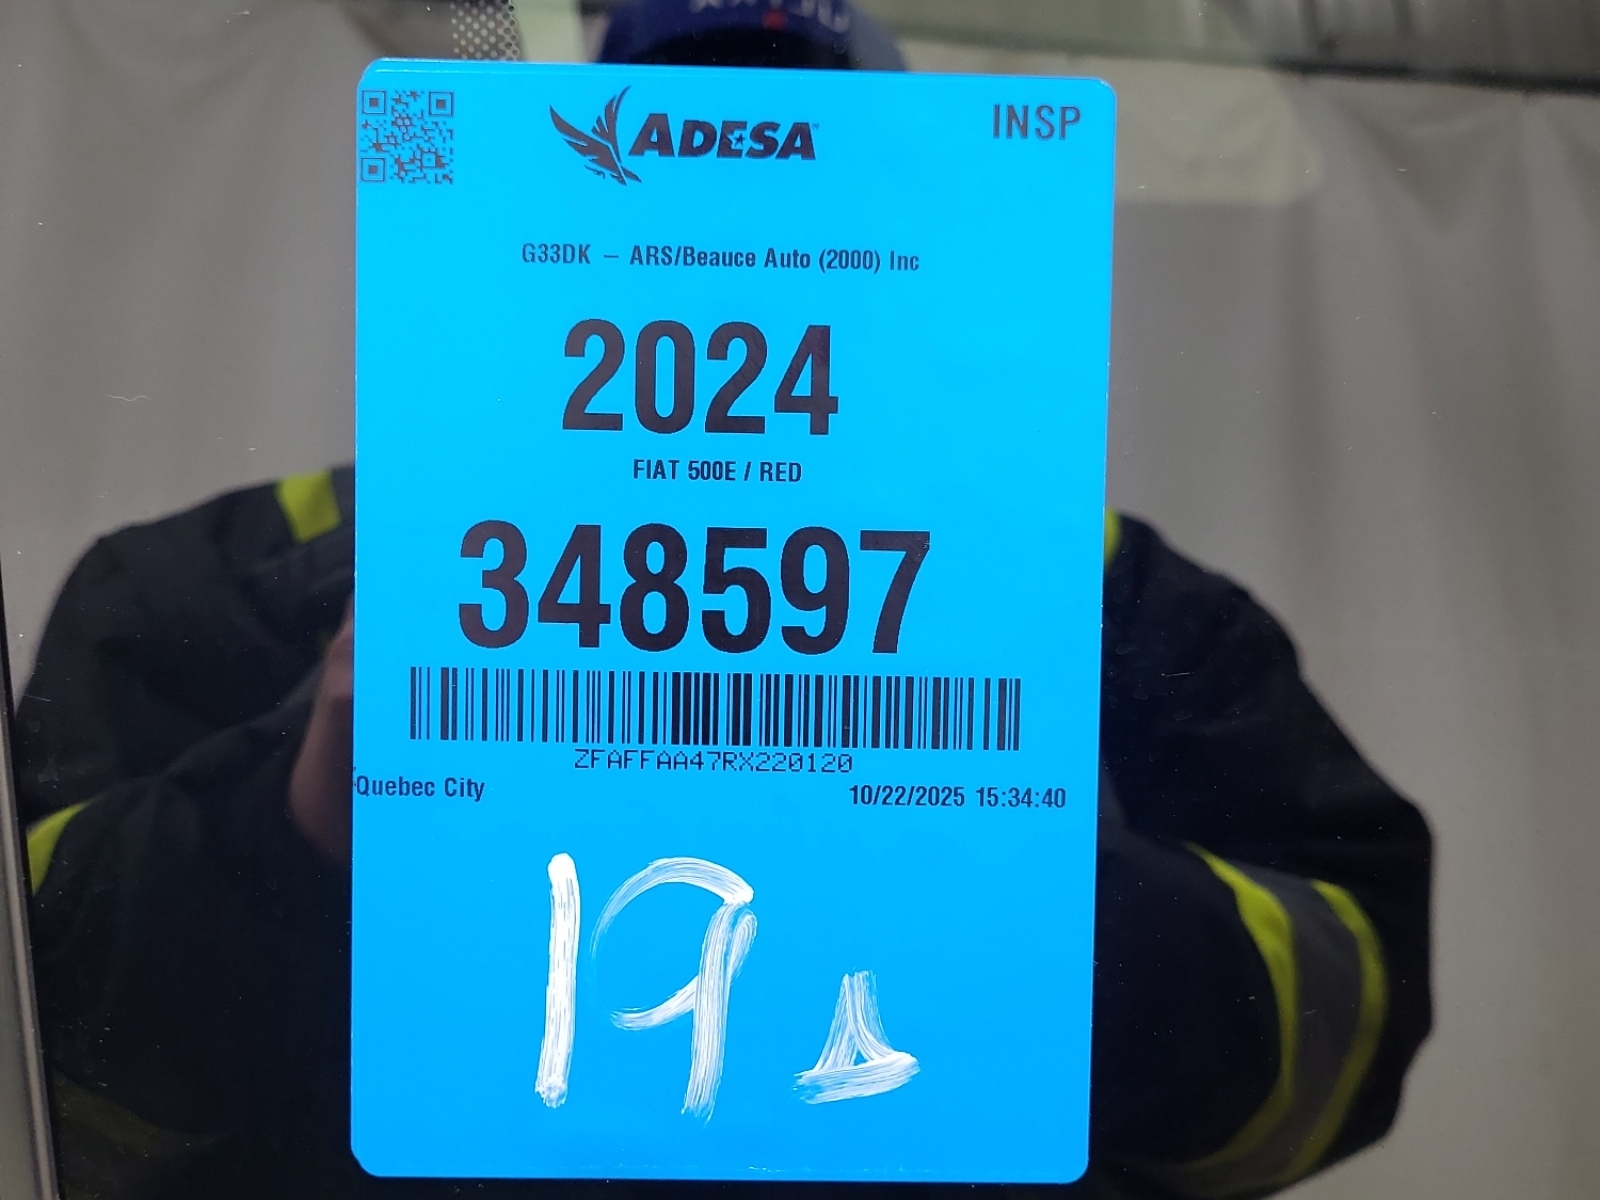 ADESA
INSP
G33DK – ARS/Beauce Auto (2000) Inc
2024
FIAT 500E / RED
348597
ZFAFFAA47RX220120
Quebec City
10/22/2025 15:34:40
19 Δ